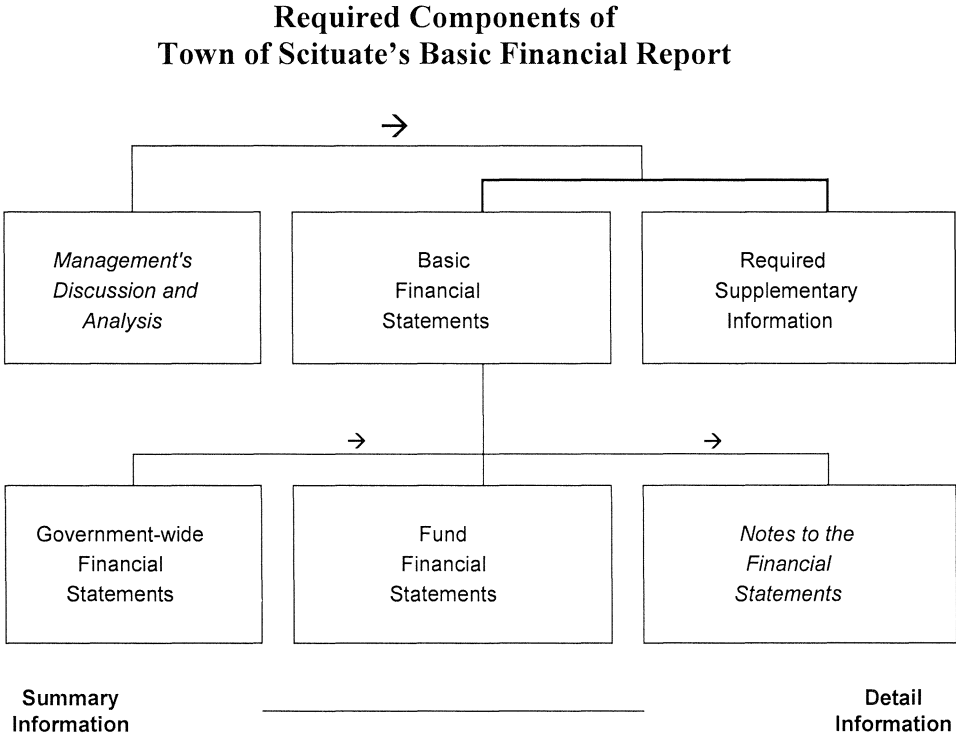 Required Components of
Town of Scituate's Basic Financial Report
→
Management's
Discussion and
Analysis
Basic
Financial
Statements
Required
Supplementary
Information
→
→
Government-wide
Financial
Statements
Fund
Financial
Statements
Notes to the
Financial
Statements
Summary
Information
Detail
Information